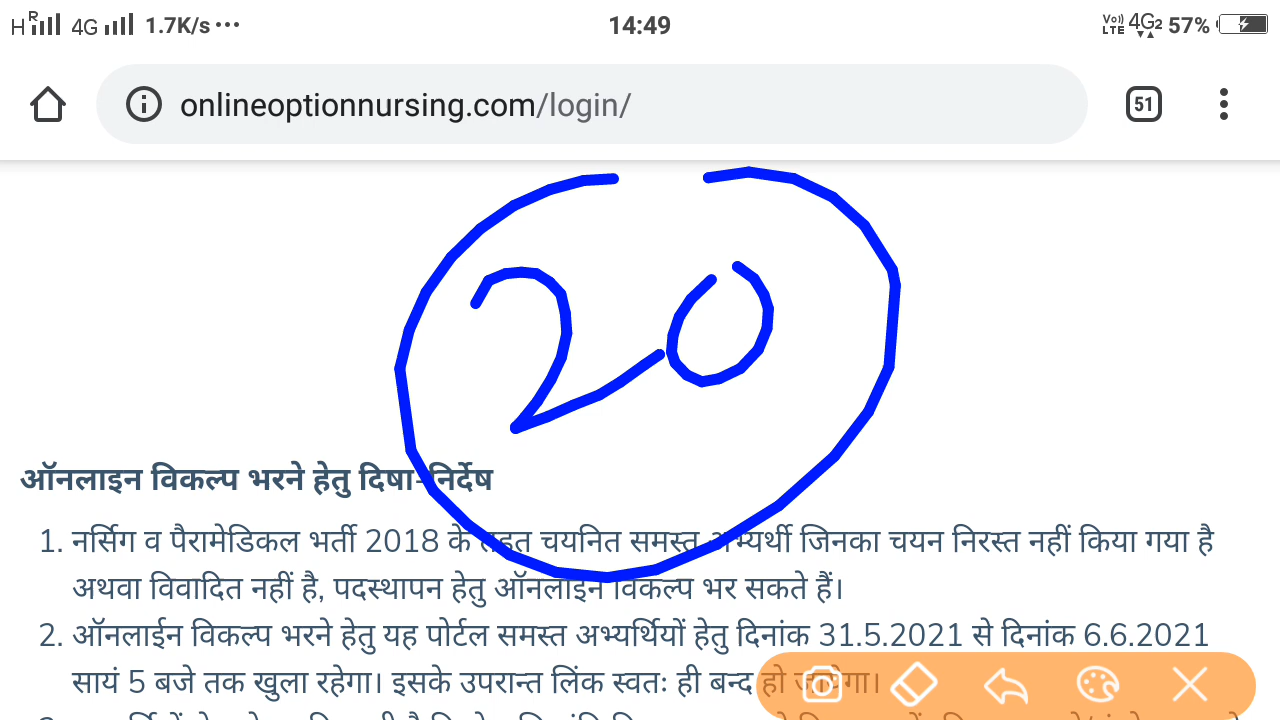 H R 4G 1.7K/s ... 14:49 Vo)) LTE 4G2 57%
onlineoptionnursing.com/login/ 51
20
ऑनलाइन विकल्प भरने हेतु दिषा-निर्देष
1. नर्सिग व पैरामेडिकल भर्ती 2018 के तहत चयनित समस्त अभ्यर्थी जिनका चयन निरस्त नहीं किया गया है
अथवा विवादित नहीं है, पदस्थापन हेतु ऑनलाइन विकल्प भर सकते हैं।
2. ऑनलाईन विकल्प भरने हेतु यह पोर्टल समस्त अभ्यर्थियों हेतु दिनांक 31.5.2021 से दिनांक 6.6.2021
सायं 5 बजे तक खुला रहेगा। इसके उपरान्त लिंक स्वतः ही बन्द हो जायेगा।